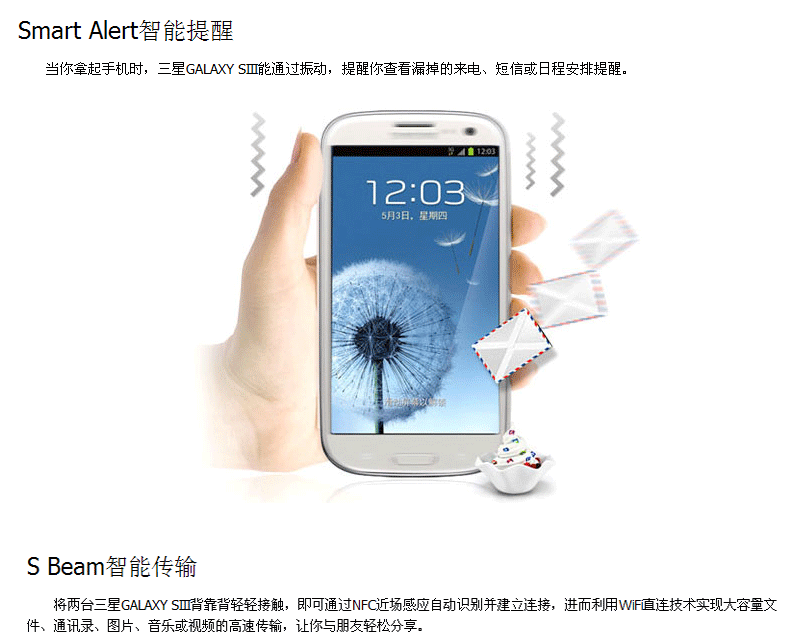 Smart Alert智能提醒
当你拿起手机时，三星GALAXY SIII能通过振动，提醒你查看漏掉的来电、短信或日程安排提醒。
12:03
12:03
5月3日，星期四
S Beam智能传输
将两台三星GALAXY SIII背靠背轻轻接触，即可通过NFC近场感应自动识别并建立连接，进而利用WiFi直连技术实现大容量文
件、通讯录、图片、音乐或视频的高速传输，让你与朋友轻松分享。